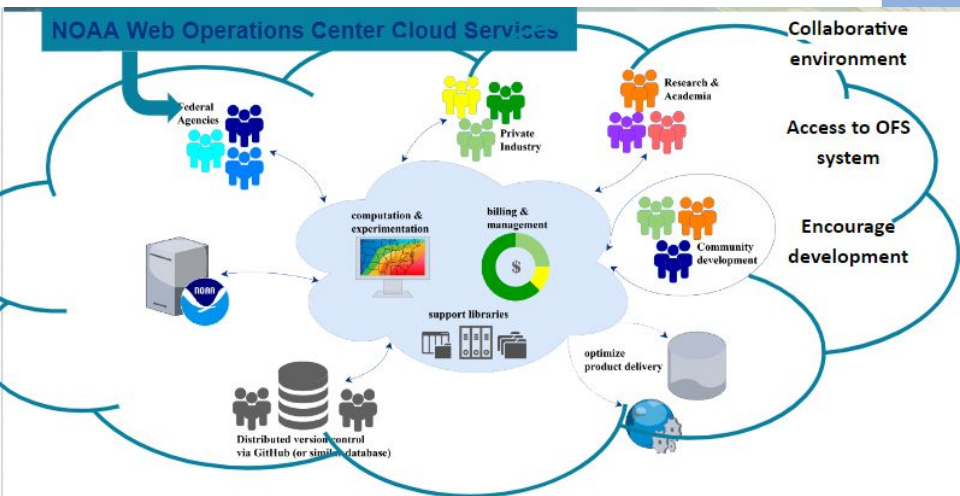 NOAA Web Operations Center Cloud Services
Collaborative
environment
Federal
Agencies
Private
Industry
Research &
Academia
Access to OFS
system
computation &
experimentation
billing &
management
$
Community
development
Encourage
development
NOAA
support libraries
optimize
product delivery
Distributed version control
via GitHub (or similar database)